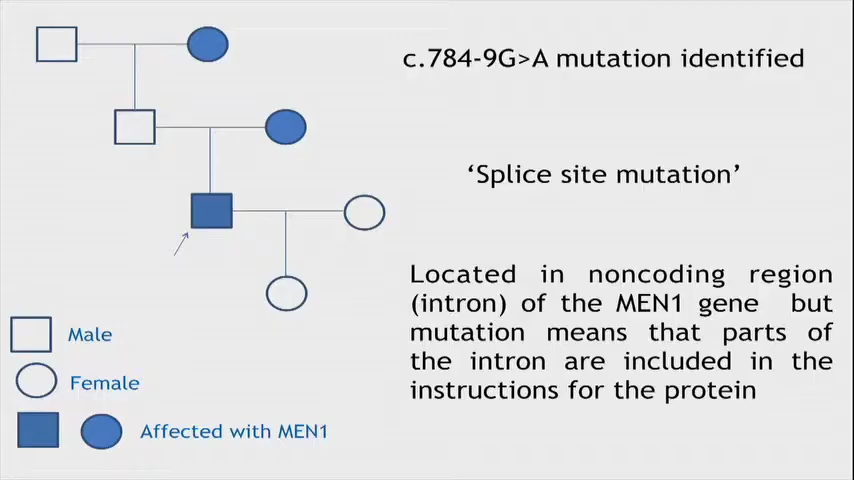 c.784-9G>A mutation identified
‘Splice site mutation’
Located in noncoding region
(intron) of the MEN1 gene but
mutation means that parts of
the intron are included in the
instructions for the protein
Male
Female
Affected with MEN1